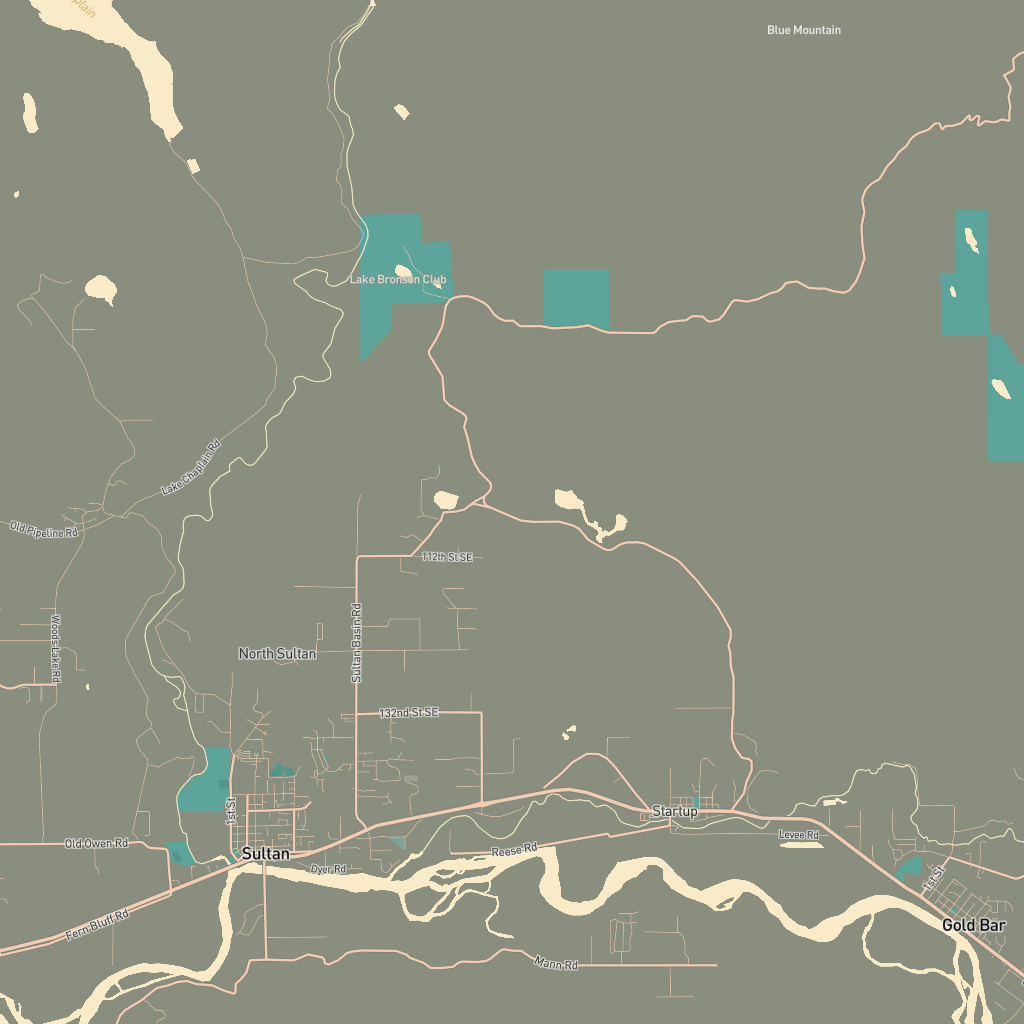 plain
Blue Mountain
Lake Bronson Club
Lake Chaplain Rd
Old Pipeline Rd
112th St SE
Woods Lake Rd
Sultan Basin Rd
North Sultan
132nd St SE
1st St
Startup
Levee Rd
Old Owen Rd
Sultan
Reese Rd
Dyer Rd
1st St
Fern Bluff Rd
Gold Bar
Mann Rd